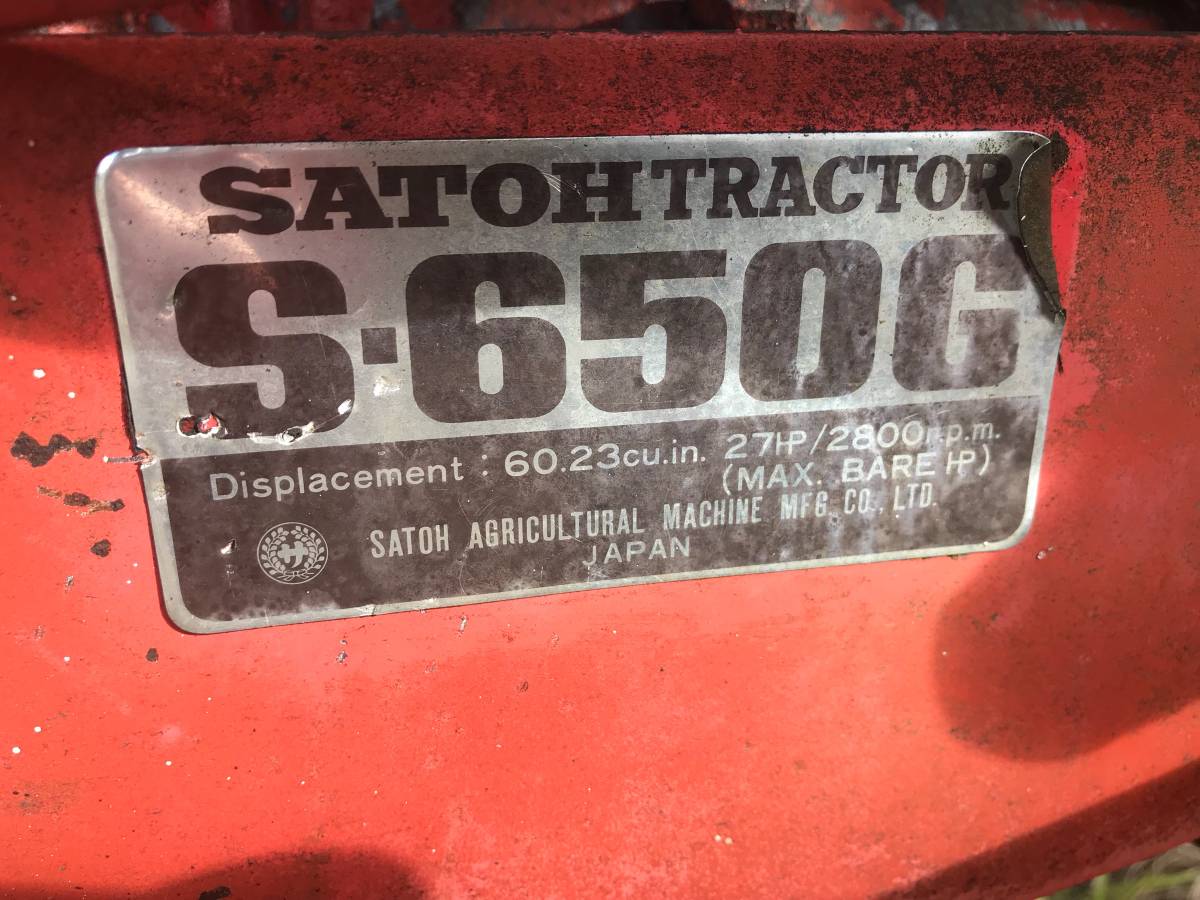 SATOH TRACTOR
S-650G
Displacement : 60.23cu.in. 27HP/2800r.p.m.
(MAX. BARE HP)
サ
SATOH AGRICULTURAL MACHINE MFG. CO., LTD.
JAPAN